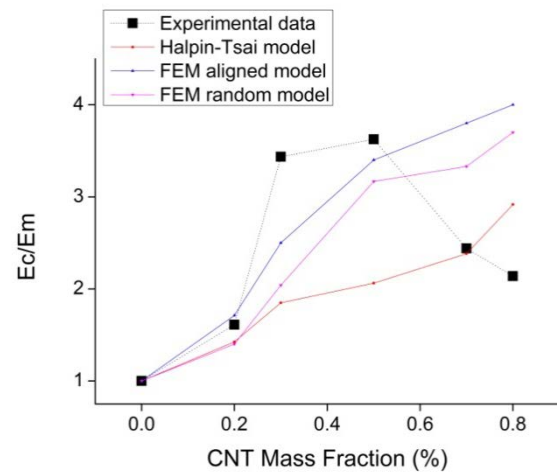 Experimental data
Halpin-Tsai model
FEM aligned model
FEM random model
4
3
2
1
Ec/Em
0.0 0.2 0.4 0.6 0.8
CNT Mass Fraction (%)